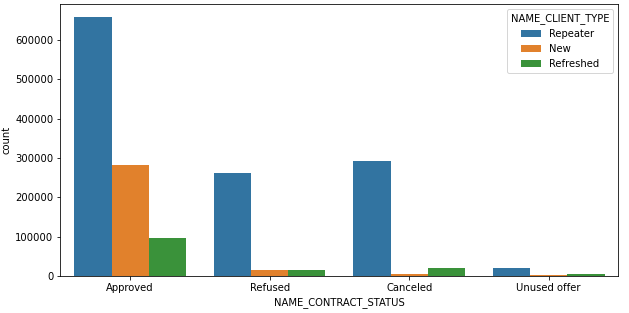 NAME_CLIENT_TYPE
Repeater
New
Refreshed
600000
500000
400000
300000
200000
100000
0
count
Approved
Refused
Canceled
Unused offer
NAME_CONTRACT_STATUS